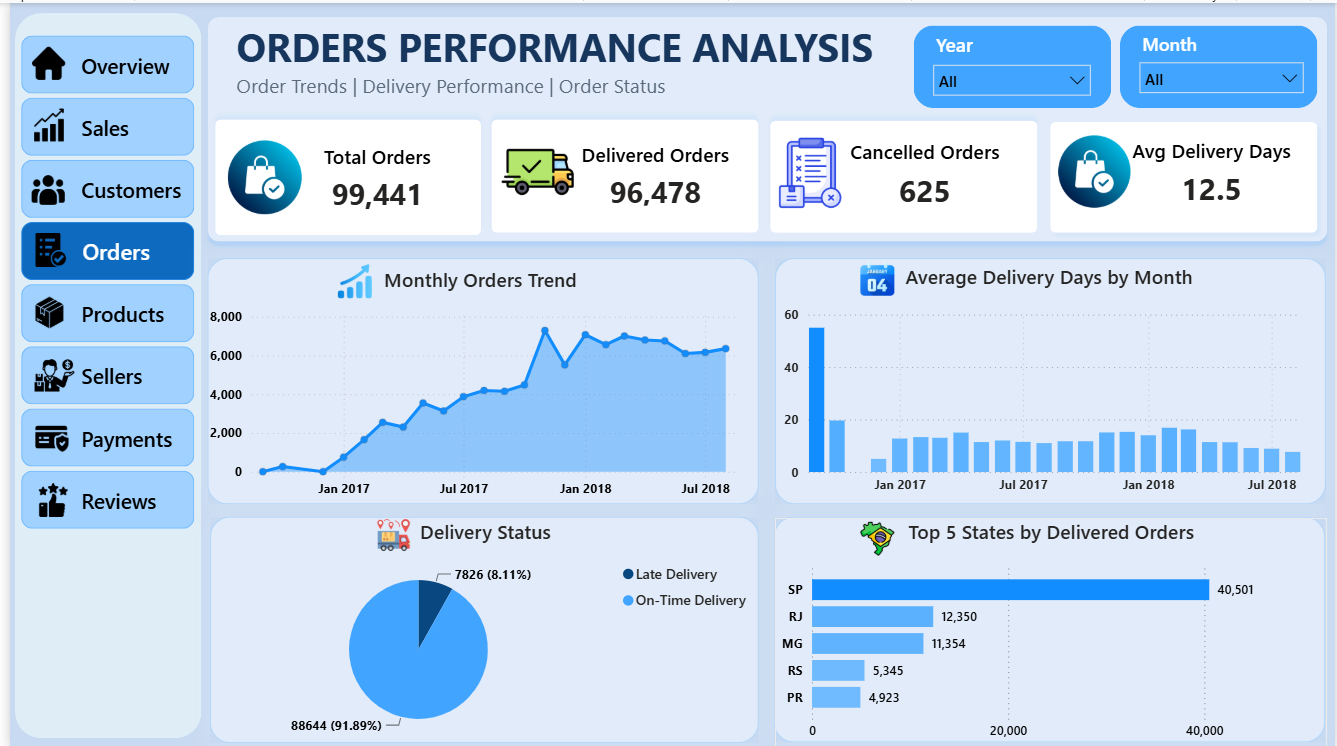 Overview
Sales
Customers
Orders
Products
Sellers
Payments
Reviews
ORDERS PERFORMANCE ANALYSIS
Order Trends | Delivery Performance | Order Status
Year
All
Month
All
Total Orders
99,441
Delivered Orders
96,478
Cancelled Orders
625
Avg Delivery Days
12.5
Monthly Orders Trend
8,000
6,000
4,000
2,000
0
Jan 2017 Jul 2017 Jan 2018 Jul 2018
JANUARY
04
Average Delivery Days by Month
60
40
20
0
Jan 2017 Jul 2017 Jan 2018 Jul 2018
Delivery Status
7826 (8.11%)
88644 (91.89%)
Late Delivery
On-Time Delivery
Top 5 States by Delivered Orders
SP 40,501
RJ 12,350
MG 11,354
RS 5,345
PR 4,923
0 20,000 40,000